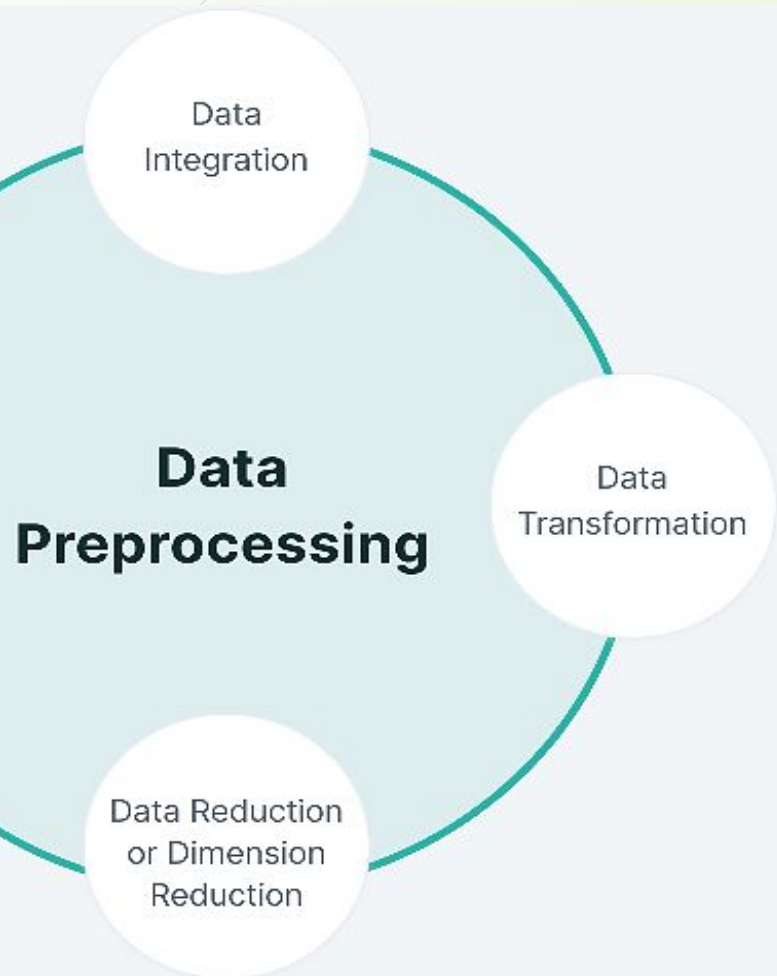 Data
Integration
Data
Preprocessing
Data
Transformation
Data Reduction
or Dimension
Reduction